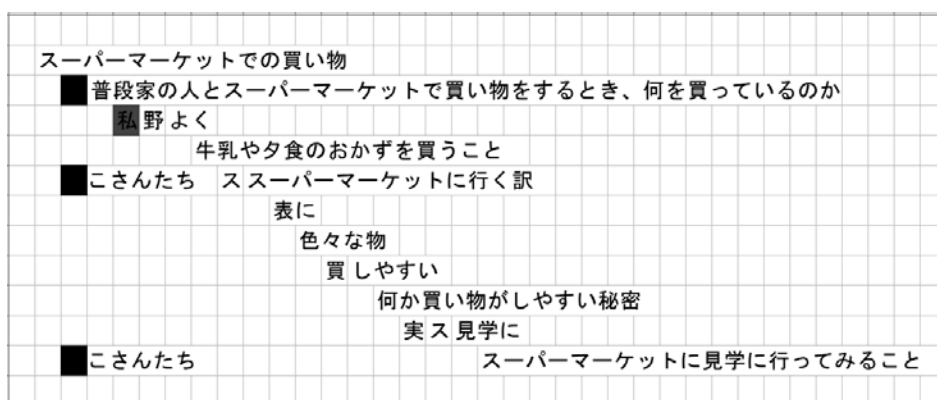 スーパーマーケットでの買い物
普段家の人とスーパーマーケットで買い物をするとき、何を買っているのか
私野よく
牛乳や夕食のおかずを買うこと
こさんたち ススーパーマーケットに行く訳
表に
色々な物
買しやすい
何か買い物がしやすい秘密
実ス見学に
こさんたち スーパーマーケットに見学に行ってみること